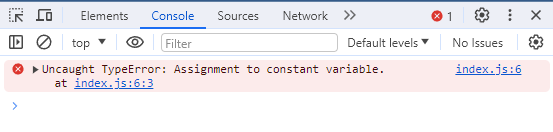 Elements Console Sources Network » 1
top Filter Default levels No Issues
Uncaught TypeError: Assignment to constant variable. index.js:6
at index.js:6:3